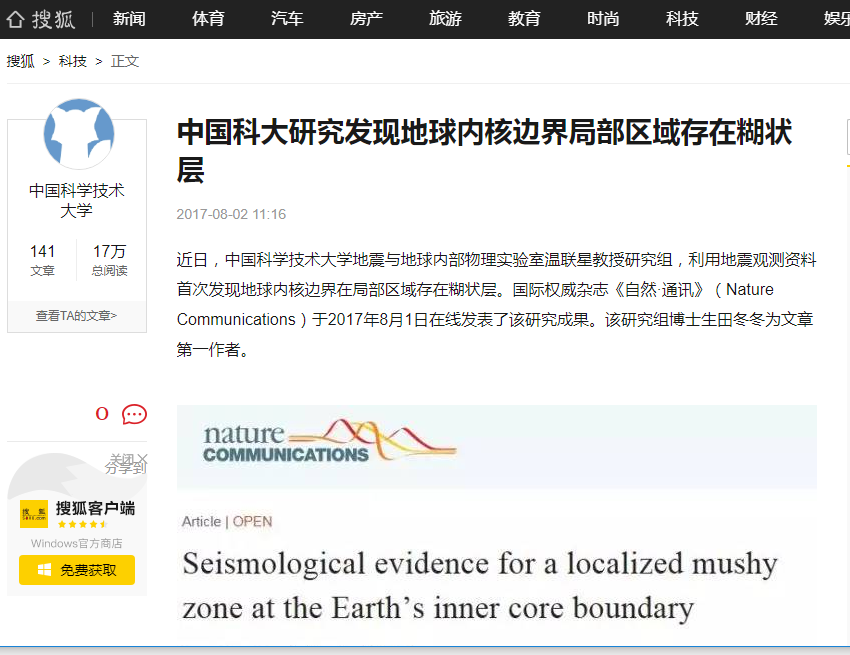 搜狐 新闻 体育 汽车 房产 旅游 教育 时尚 科技 财经 娱乐
搜狐 > 科技 > 正文
中国科学技术
大学
141 17万
文章 总阅读
查看TA的文章>
0
关闭X
分享到
搜狐客户端
Windows官方商店
免费获取
中国科大研究发现地球内核边界局部区域存在糊状
层
2017-08-02 11:16
近日，中国科学技术大学地震与地球内部物理实验室温联星教授研究组，利用地震观测资料
首次发现地球内核边界在局部区域存在糊状层。国际权威杂志《自然·通讯》（Nature
Communications）于2017年8月1日在线发表了该研究成果。该研究组博士生田冬冬为文章
第一作者。
nature
COMMUNICATIONS
Article | OPEN
Seismological evidence for a localized mushy
zone at the Earth's inner core boundary